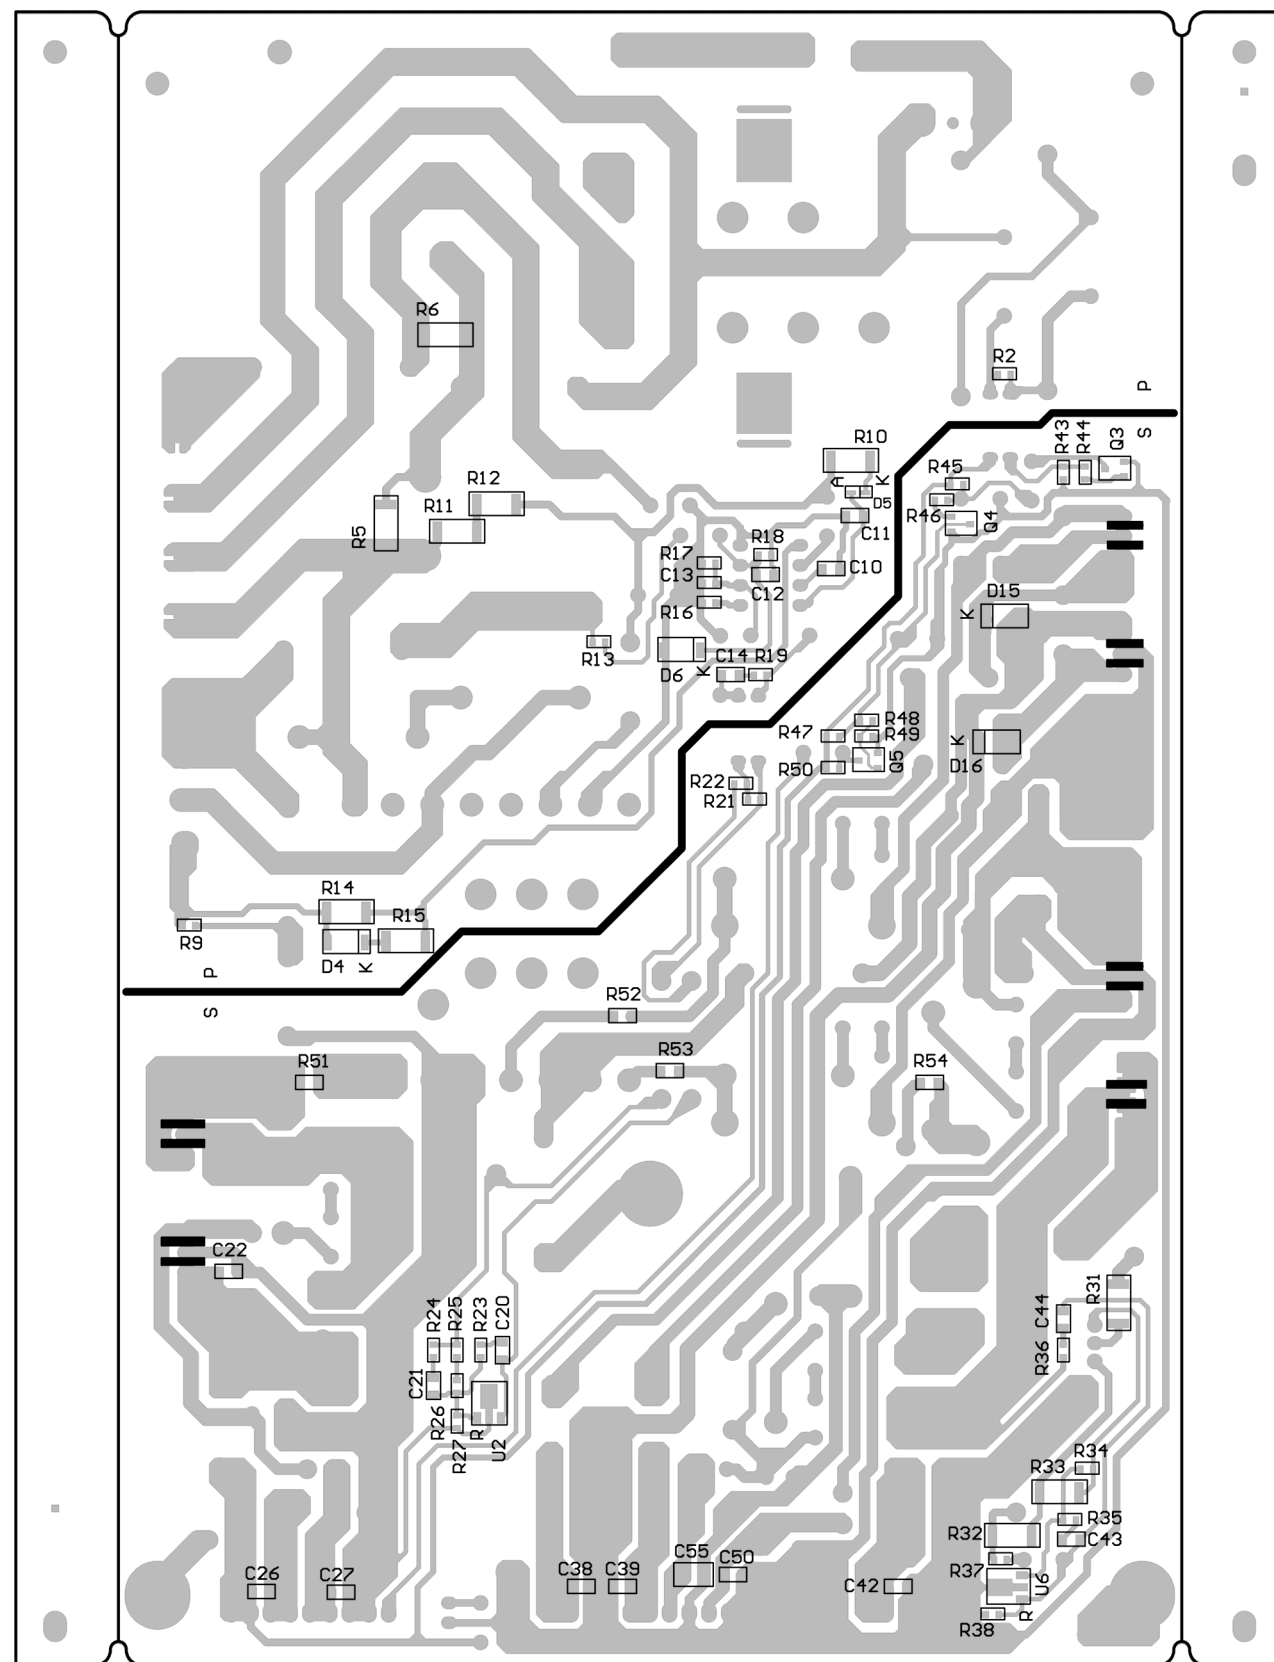 R6
R2
P
S
R43
R44
Q3
R10
A
K
D5
C11
R45
R46
Q4
R12
R11
R5
R18
R17
C13
C12
C10
R16
D15
K
R13
D6
K
C14
R19
R48
R47
R49
R50
Q5
K
D16
R22
R21
R14
R15
R9
D4
K
P
S
R52
R53
R51
R54
C22
R31
C44
R36
R24
R25
R23
C20
C21
R26
R27
R
U2
R34
R33
R35
R32
C43
R37
U6
R
R38
C26
C27
C38
C39
C55
C50
C42